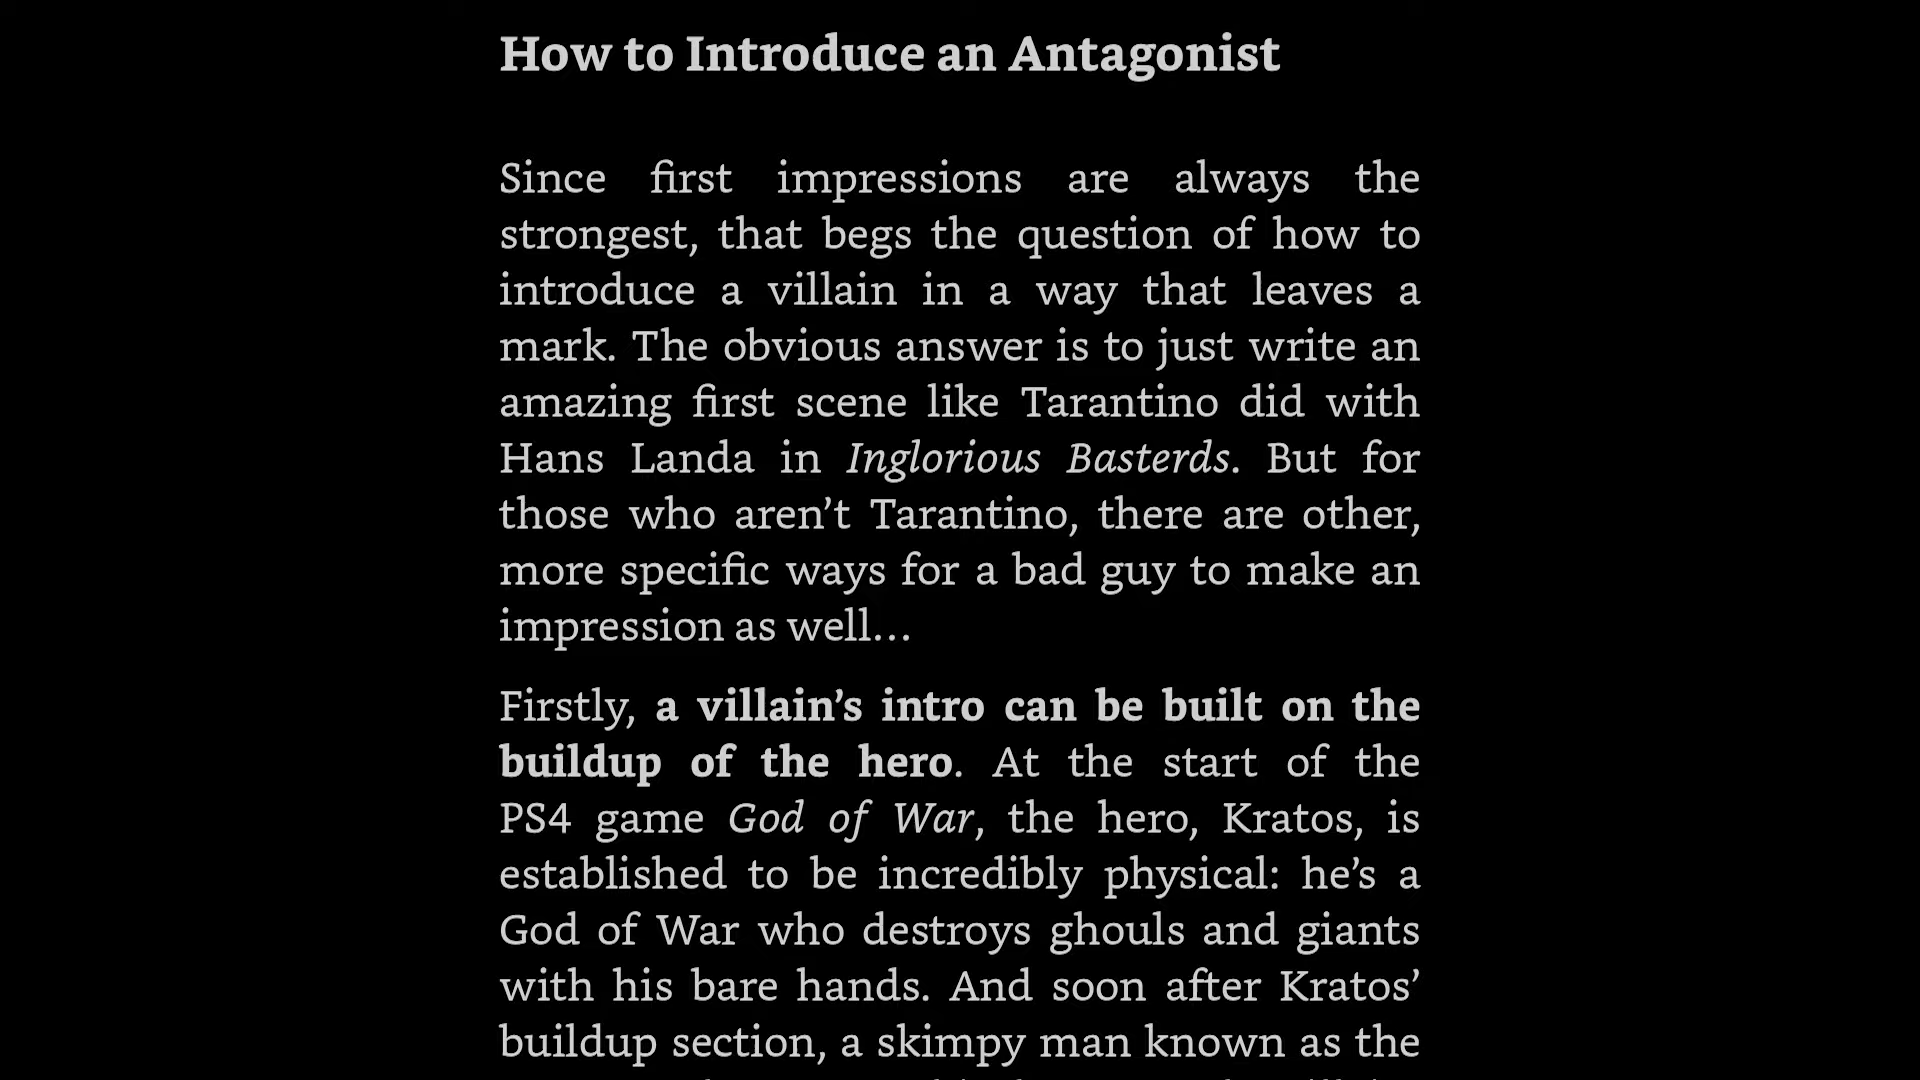 How to Introduce an Antagonist
Since first impressions are always the
strongest, that begs the question of how to
introduce a villain in a way that leaves a
mark. The obvious answer is to just write an
amazing first scene like Tarantino did with
Hans Landa in Inglorious Basterds. But for
those who aren’t Tarantino, there are other,
more specific ways for a bad guy to make an
impression as well…
Firstly, a villain’s intro can be built on the
buildup of the hero. At the start of the
PS4 game God of War, the hero, Kratos, is
established to be incredibly physical: he’s a
God of War who destroys ghouls and giants
with his bare hands. And soon after Kratos’
buildup section, a skimpy man known as the